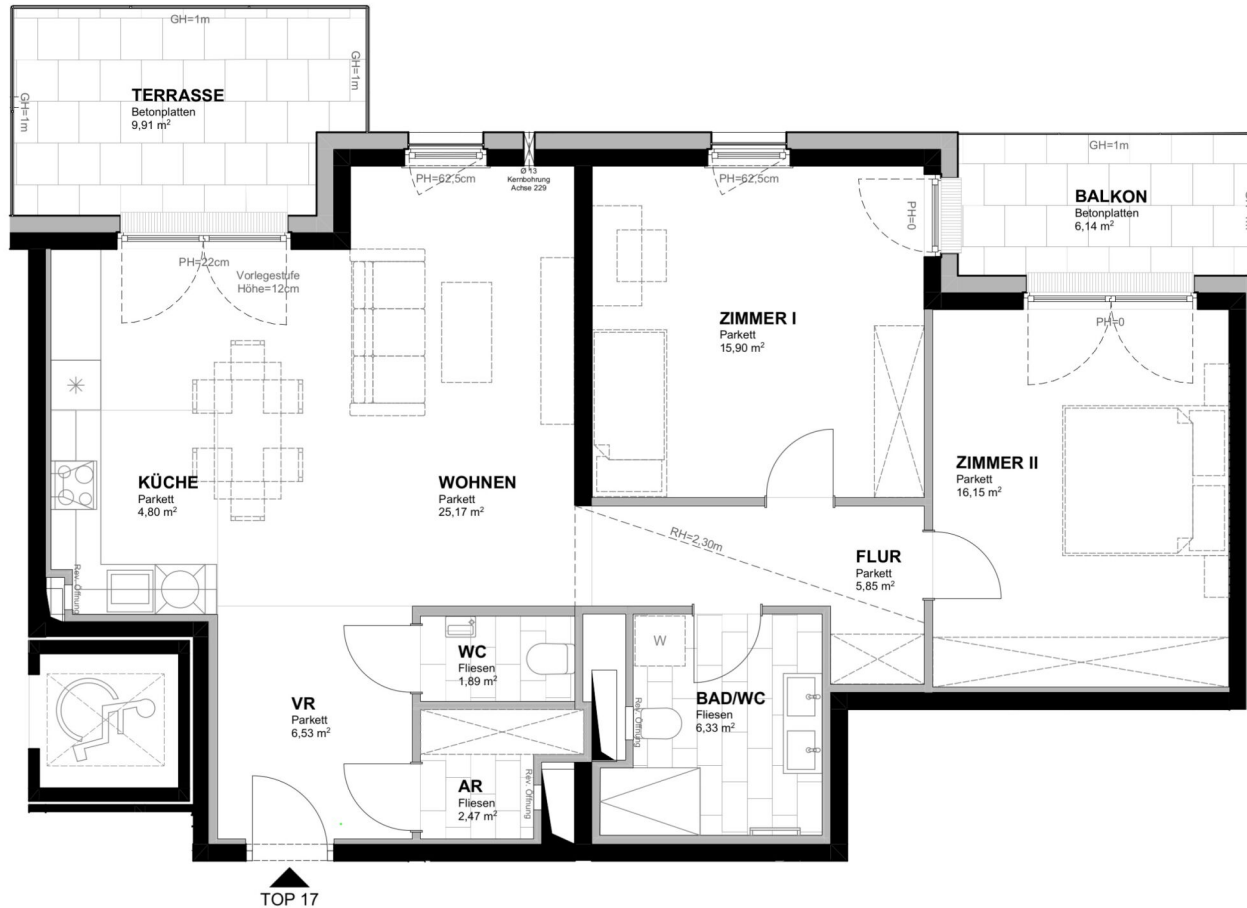 GH=1m
GH=1m
GH=1m
TERRASSE
Betonplatten
9,91 m²
PH=22cm
Vorlegestufe
Höhe=12cm
PH=62,5cm
Ø 13
Kernbohrung
Achse 229
PH=62,5cm
PH=0
GH=1m
BALKON
Betonplatten
6,14 m²
PH=0
ZIMMER I
Parkett
15,90 m²
ZIMMER II
Parkett
16,15 m²
KÜCHE
Parkett
4,80 m²
WOHNEN
Parkett
25,17 m²
RH=2,30m
FLUR
Parkett
5,85 m²
Rev. Öffnung
WC
Fliesen
1,89 m²
W
BAD/WC
Fliesen
6,33 m²
Rev. Öffnung
VR
Parkett
6,53 m²
AR
Fliesen
2,47 m²
Rev. Öffnung
TOP 17